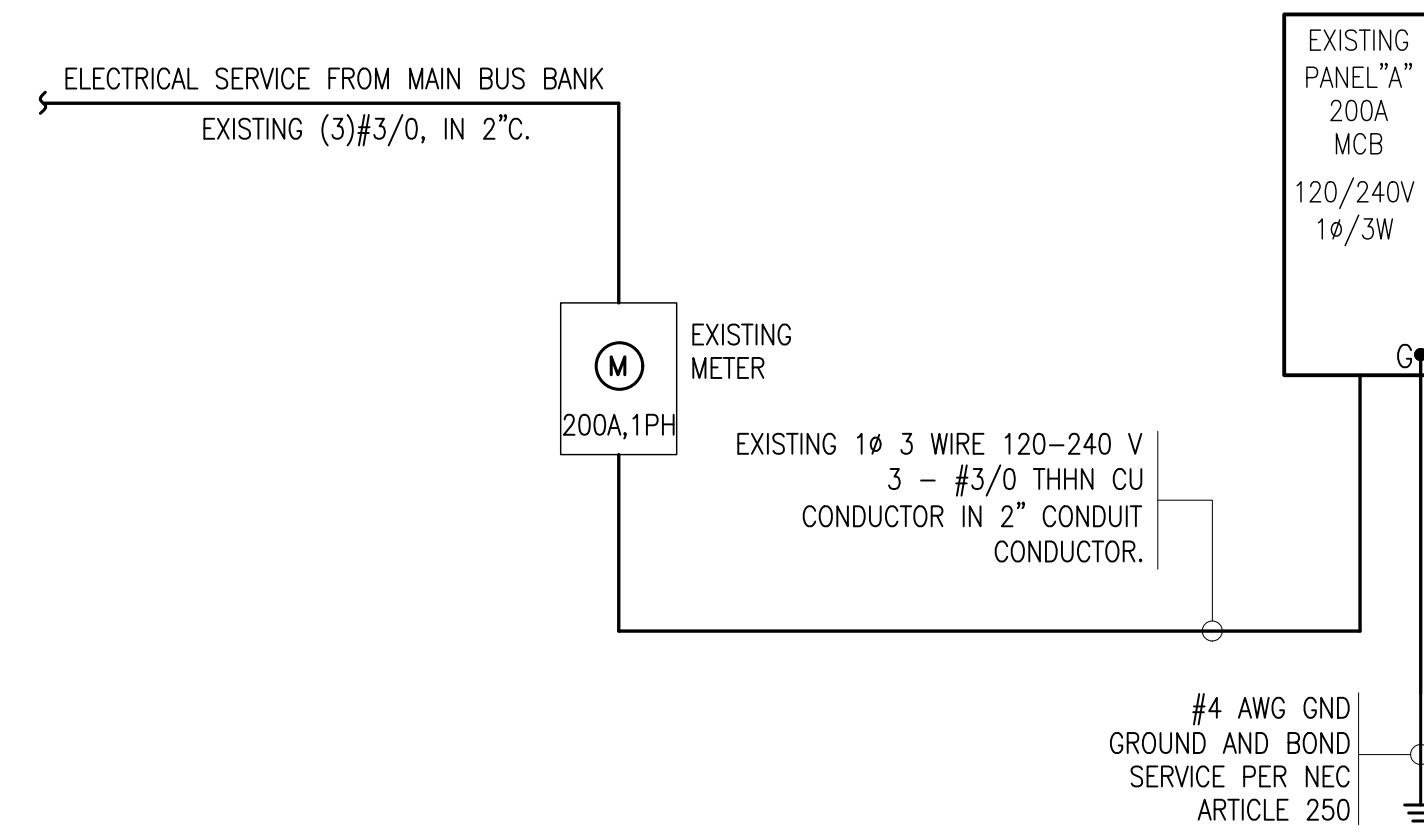 ELECTRICAL SERVICE FROM MAIN BUS BANK
EXISTING (3)#3/0, IN 2"C.
EXISTING
PANEL"A"
200A
MCB
120/240V
1ø/3W
G
EXISTING
METER
M
200A,1PH
EXISTING 1ø 3 WIRE 120-240 V
3 - #3/0 THHN CU
CONDUCTOR IN 2" CONDUIT
CONDUCTOR.
#4 AWG GND
GROUND AND BOND
SERVICE PER NEC
ARTICLE 250